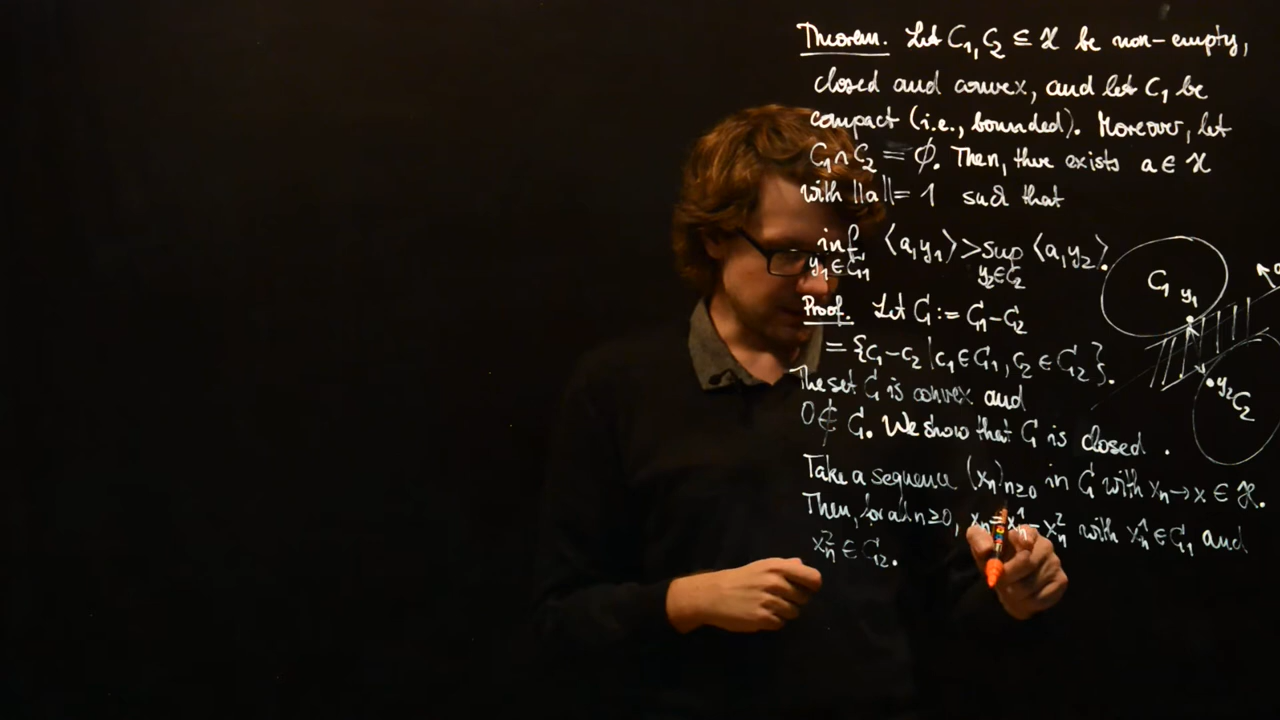 Theorem. Let C₁, C₂ ⊆ ℋ be non-empty,
closed and convex, and let C₁ be
compact (i.e., bounded). Moreover, let
C₁ ∩ C₂ = ∅. Then, there exists a ∈ ℋ
with ||a|| = 1 such that
inf ⟨a, y₁⟩ > sup ⟨a, y₂⟩.
y₁ ∈ C₁ y₂ ∈ C₂
Proof. Let C := C₁ - C₂
= {c₁ - c₂ | c₁ ∈ C₁, c₂ ∈ C₂}.
The set C is convex and
0 ∉ C. We show that C is closed.
Take a sequence (xₙ)ₙ≥₀ in C with xₙ → x ∈ ℋ.
Then, for all n ≥ 0, xₙ = xₙ¹ - xₙ² with xₙ¹ ∈ C₁ and
xₙ² ∈ C₂.
C₁ y₁
y₂ C₂